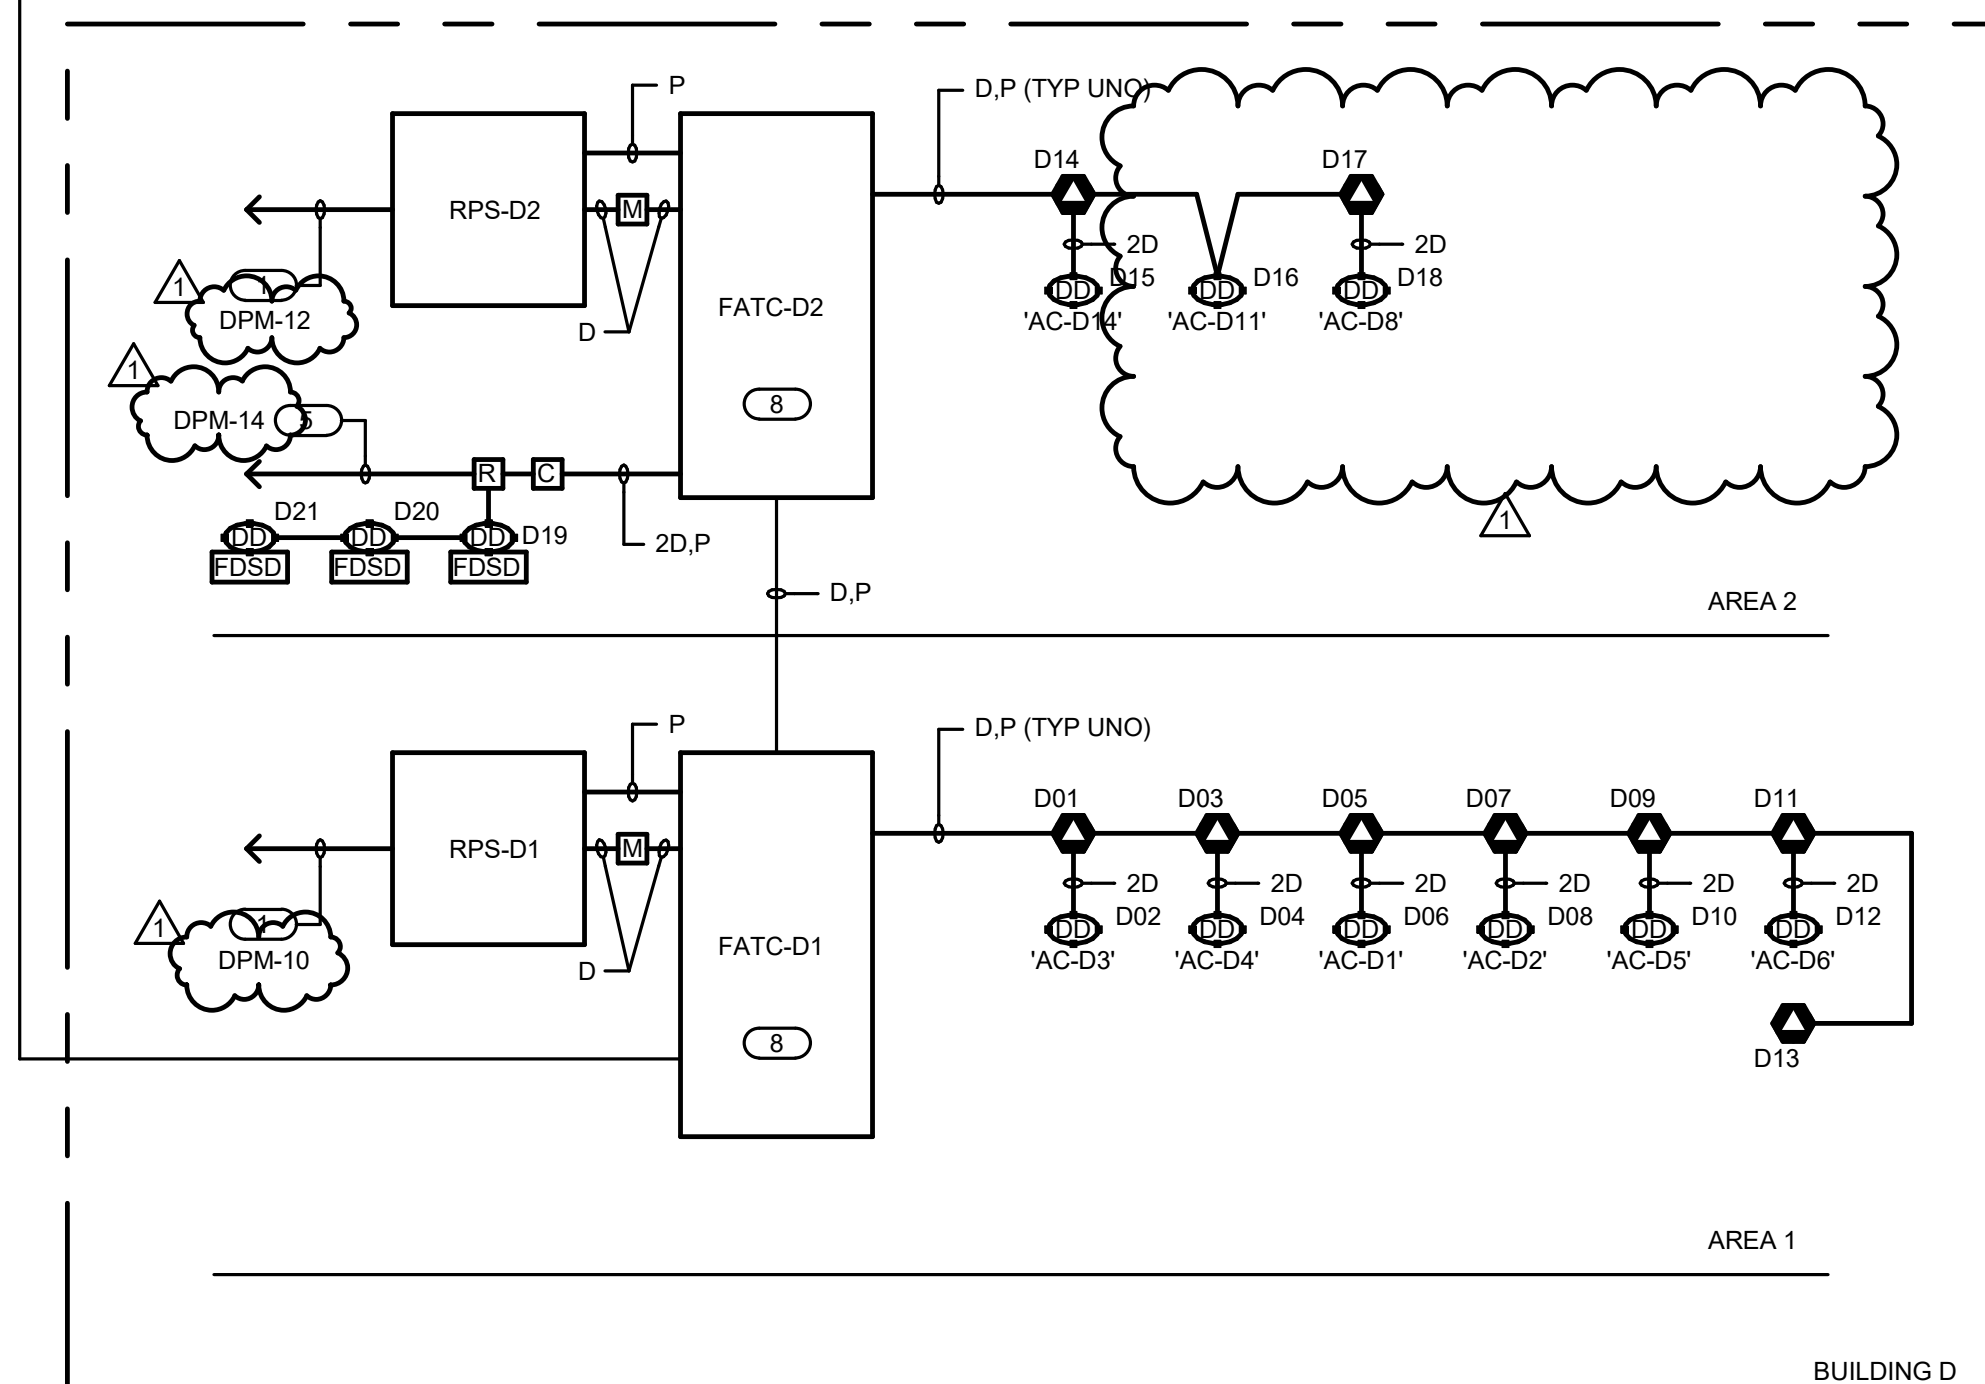 P
D,P (TYP UNO)
D14
D17
RPS-D2
M
2D
2D
1
1
D15
D16
D18
DD
DD
DD
DPM-12
FATC-D2
'AC-D14'
'AC-D11'
'AC-D8'
D
1
8
DPM-14
5
R
C
D21
D20
D19
1
DD
DD
DD
2D,P
FDSD
FDSD
FDSD
D,P
AREA 2
P
D,P (TYP UNO)
D01
D03
D05
D07
D09
D11
RPS-D1
M
2D
2D
2D
2D
2D
2D
1
1
D02
D04
D06
D08
D10
D12
DD
DD
DD
DD
DD
DD
DPM-10
FATC-D1
'AC-D3'
'AC-D4'
'AC-D1'
'AC-D2'
'AC-D5'
'AC-D6'
D
8
D13
AREA 1
BUILDING D